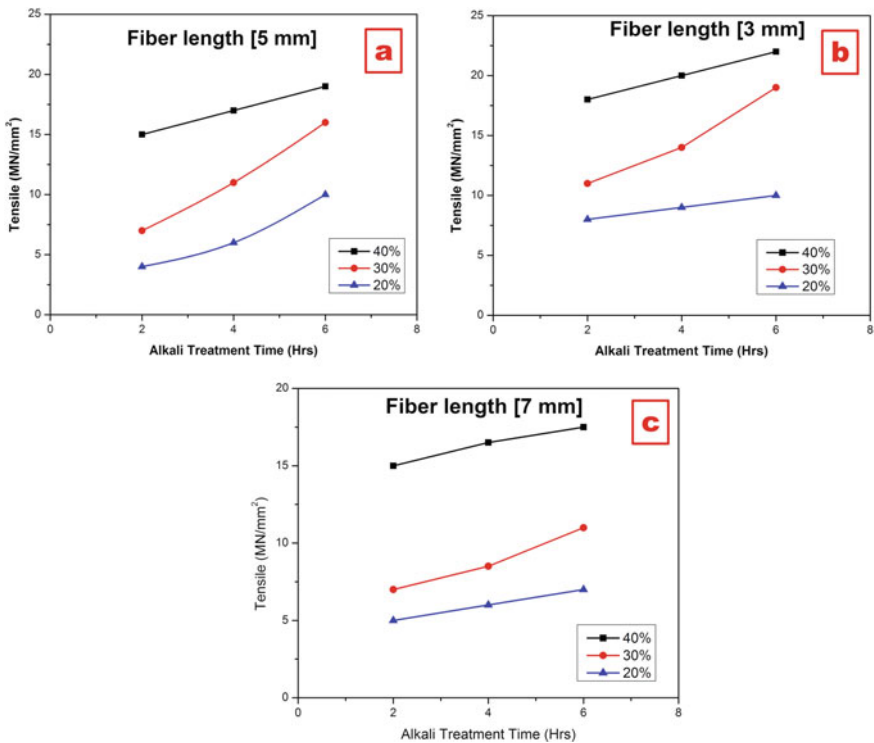 Fiber length [5 mm]
a
25
20
15
10
5
0
Tensile (MN/mm²)
40%
30%
20%
0 2 4 6 8
Alkali Treatment Time (Hrs)
Fiber length [3 mm]
b
25
20
15
10
5
0
Tensile (MN/mm²)
40%
30%
20%
0 2 4 6 8
Alkali Treatment Time (Hrs)
Fiber length [7 mm]
c
20
15
10
5
0
Tensile (MN/mm²)
40%
30%
20%
0 2 4 6 8
Alkali Treatment Time (Hrs)